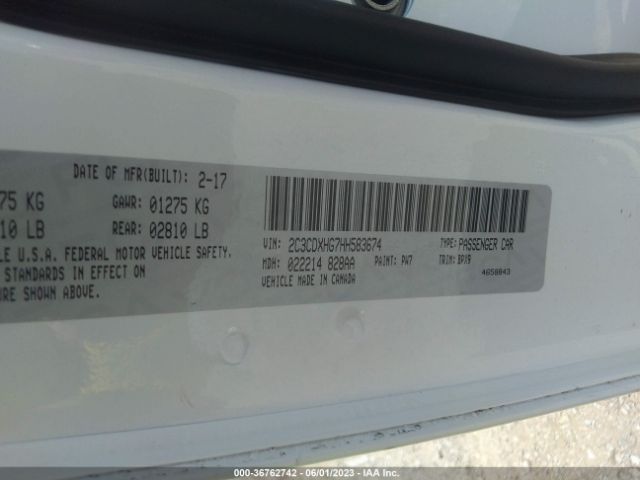 DATE OF MFR(BUILT): 2-17
75 KG GAWR: 01275 KG
10 LB REAR: 02810 LB
LE U.S.A. FEDERAL MOTOR VEHICLE SAFETY.
STANDARDS IN EFFECT ON
URE SHOWN ABOVE.
VIN: 2C3CDXHG7HH583674 TYPE: PASSENGER CAR
MDH: 022214 828AA PAINT: PW7 TRIM: BPX9
VEHICLE MADE IN CANADA 4658843
000-36762742 / 06/01/2023 / IAA Inc.